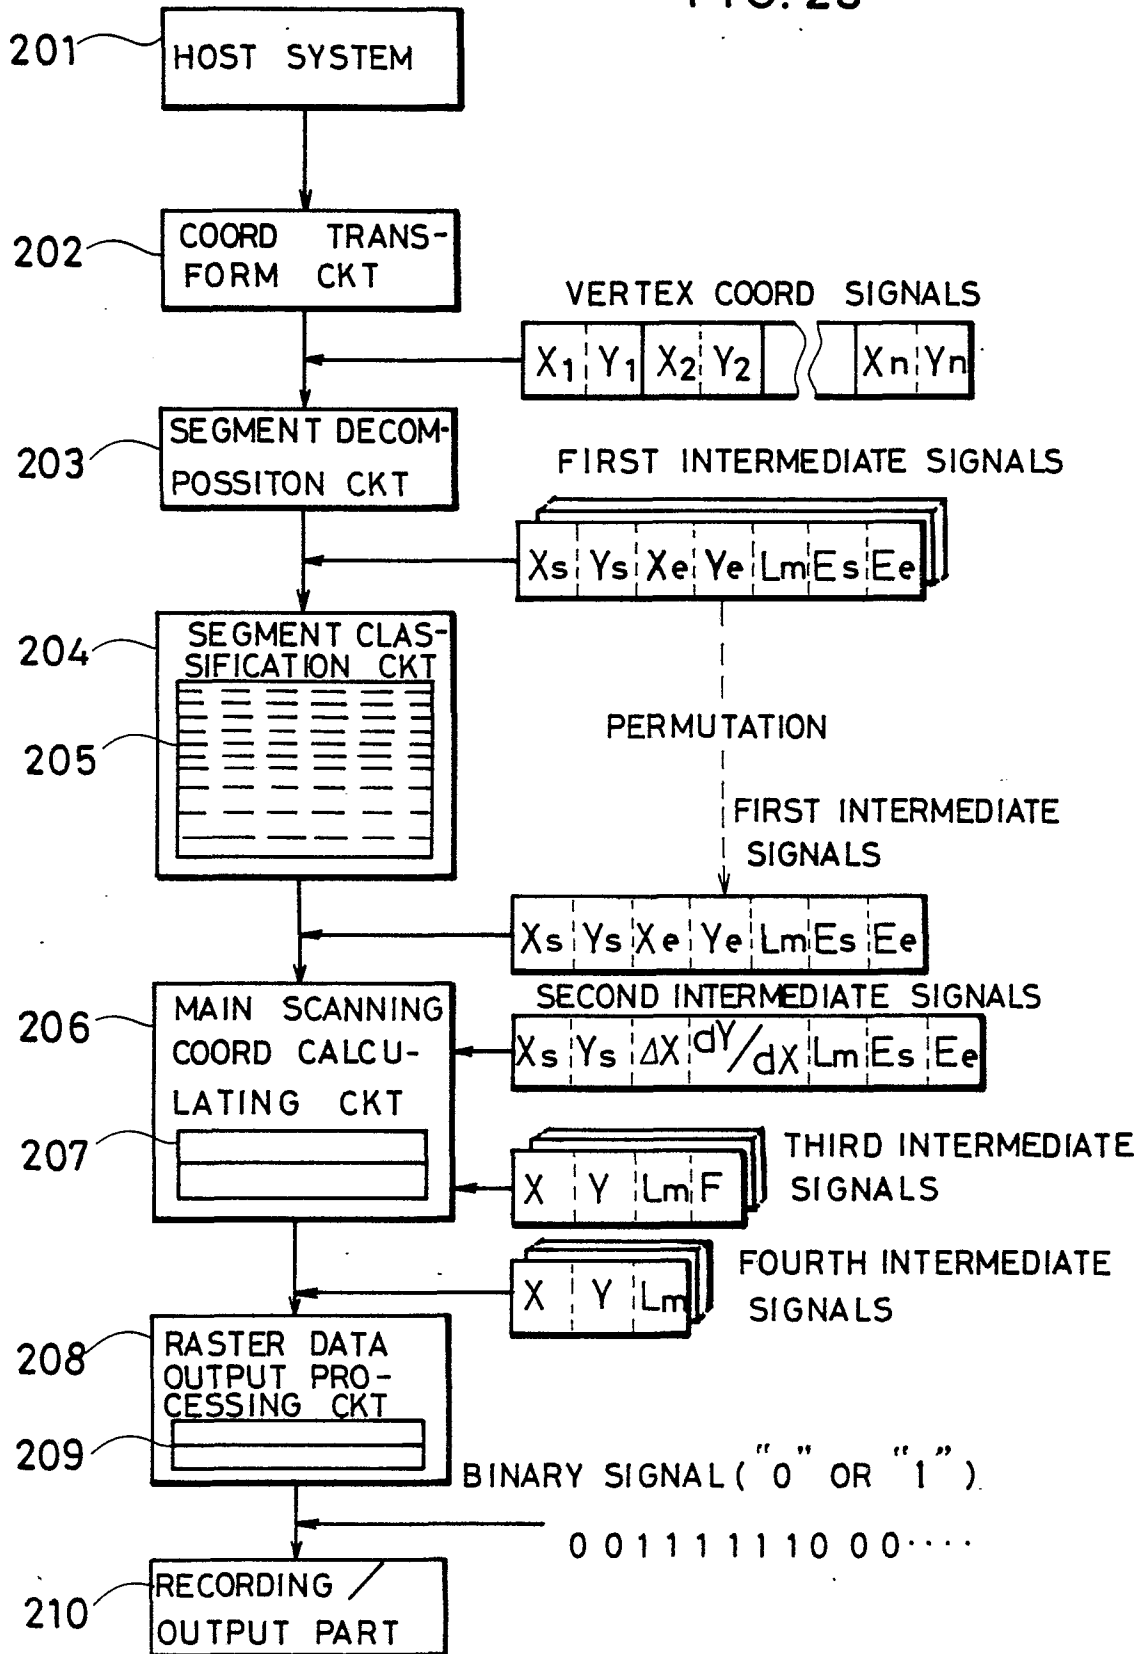 201
HOST SYSTEM
202
COORD TRANS-
FORM CKT
VERTEX COORD SIGNALS
X1 Y1 X2 Y2 Xn Yn
203
SEGMENT DECOM-
POSSITON CKT
FIRST INTERMEDIATE SIGNALS
Xs Ys Xe Ye Lm Es Ee
204
SEGMENT CLAS-
SIFICATION CKT
205
PERMUTATION
FIRST INTERMEDIATE
SIGNALS
Xs Ys Xe Ye Lm Es Ee
206
MAIN SCANNING
COORD CALCU-
LATING CKT
SECOND INTERMEDIATE SIGNALS
Xs Ys ΔX dY/dX Lm Es Ee
207
THIRD INTERMEDIATE
SIGNALS
X Y Lm F
FOURTH INTERMEDIATE
SIGNALS
X Y Lm
208
RASTER DATA
OUTPUT PRO-
CESSING CKT
209
BINARY SIGNAL ("0" OR "1")
0 0 1 1 1 1 1 1 0 0 0 ····
210
RECORDING /
OUTPUT PART